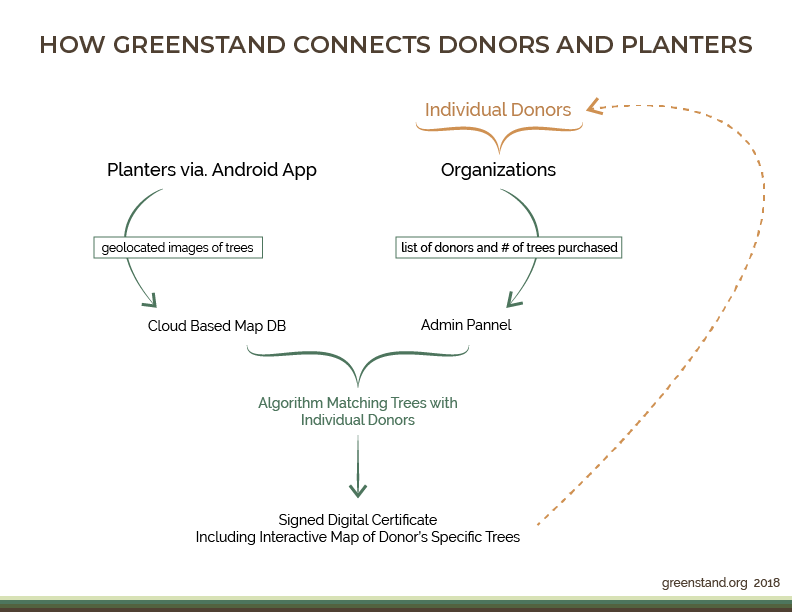 HOW GREENSTAND CONNECTS DONORS AND PLANTERS
Individual Donors
Planters via. Android App
Organizations
geolocated images of trees
list of donors and # of trees purchased
Cloud Based Map DB
Admin Pannel
Algorithm Matching Trees with
Individual Donors
Signed Digital Certificate
Including Interactive Map of Donor's Specific Trees
greenstand.org 2018